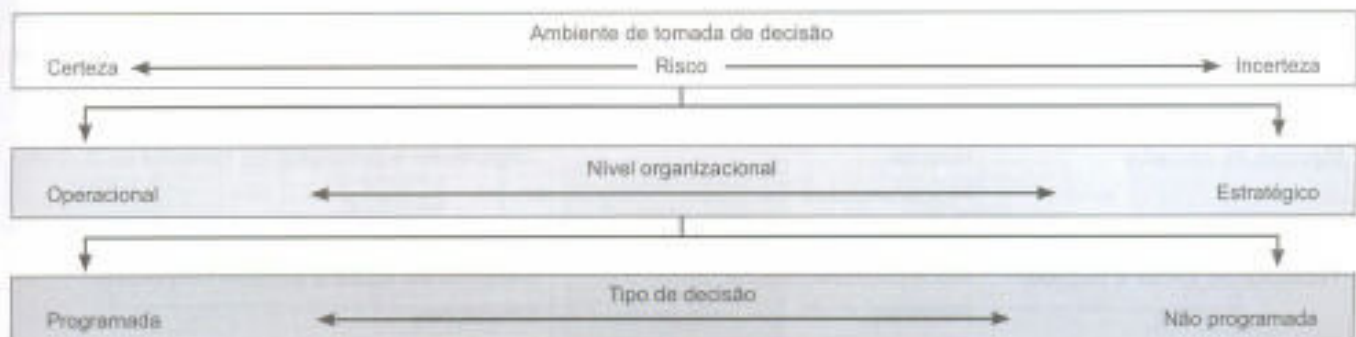 Ambiente de tomada de decisão
Certeza Risco Incerteza
Nível organizacional
Operacional Estratégico
Tipo de decisão
Programada Não programada